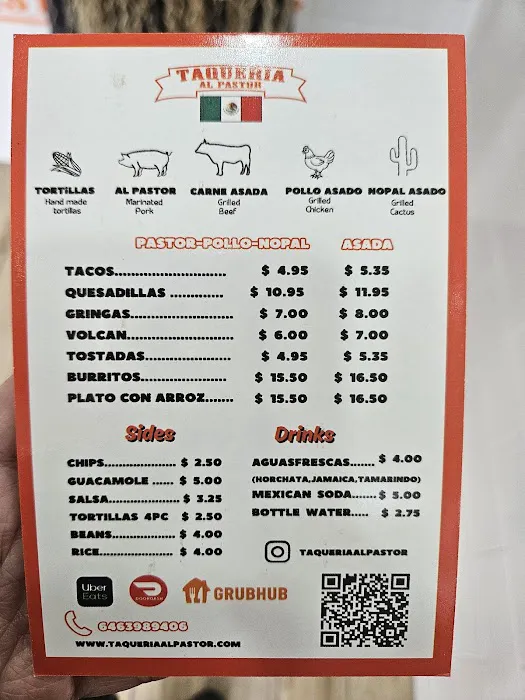 TAQUERIA
AL PASTOR
TORTILLAS
Hand made
tortillas
AL PASTOR
Marinated
Pork
CARNE ASADA
Grilled
Beef
POLLO ASADO
Grilled
Chicken
NOPAL ASADO
Grilled
Cactus
PASTOR-POLLO-NOPAL ASADA
TACOS............................ $ 4.95 $ 5.35
QUESADILLAS ............. $ 10.95 $ 11.95
GRINGAS........................... $ 7.00 $ 8.00
VOLCAN........................... $ 6.00 $ 7.00
TOSTADAS...................... $ 4.95 $ 5.35
BURRITOS..................... $ 15.50 $ 16.50
PLATO CON ARROZ....... $ 15.50 $ 16.50
Sides
CHIPS.................. $ 2.50
GUACAMOLE ...... $ 5.00
SALSA.................. $ 3.25
TORTILLAS 4PC $ 2.50
BEANS.................. $ 4.00
RICE..................... $ 4.00
Drinks
AGUASFRESCAS...... $ 4.00
(HORCHATA,JAMAICA,TAMARINDO)
MEXICAN SODA...... $ 5.00
BOTTLE WATER.... $ 2.75
TAQUERIAALPASTOR
Uber
Eats
DOORDASH
GRUBHUB
6463989406
WWW.TAQUERIAALPASTOR.COM